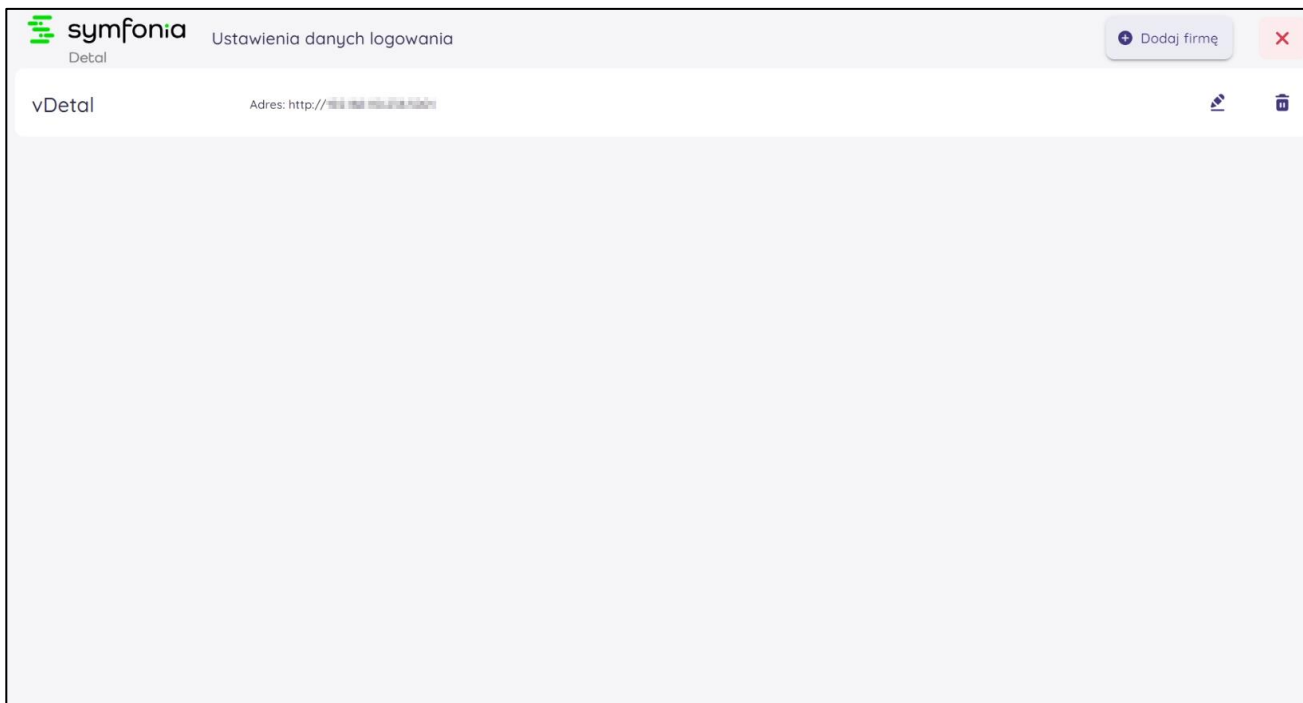 symfonia
Detal
Ustawienia danych logowania
Dodaj firmę
vDetal
Adres: http://